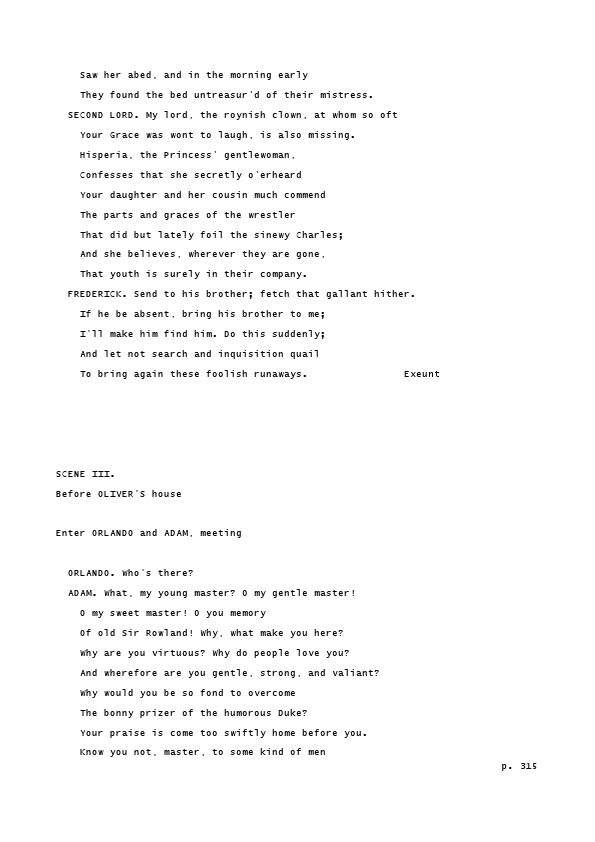 Saw her abed, and in the morning early
They found the bed untreasur'd of their mistress.
SECOND LORD. My lord, the roynish clown, at whom so oft
Your Grace was wont to laugh, is also missing.
Hisperia, the Princess' gentlewoman,
Confesses that she secretly o'erheard
Your daughter and her cousin much commend
The parts and graces of the wrestler
That did but lately foil the sinewy Charles;
And she believes, wherever they are gone,
That youth is surely in their company.
FREDERICK. Send to his brother; fetch that gallant hither.
If he be absent, bring his brother to me;
I'll make him find him. Do this suddenly;
And let not search and inquisition quail
To bring again these foolish runaways. Exeunt
SCENE III.
Before OLIVER'S house
Enter ORLANDO and ADAM, meeting
ORLANDO. Who's there?
ADAM. What, my young master? O my gentle master!
O my sweet master! O you memory
Of old Sir Rowland! Why, what make you here?
Why are you virtuous? Why do people love you?
And wherefore are you gentle, strong, and valiant?
Why would you be so fond to overcome
The bonny prizer of the humorous Duke?
Your praise is come too swiftly home before you.
Know you not, master, to some kind of men
p. 315